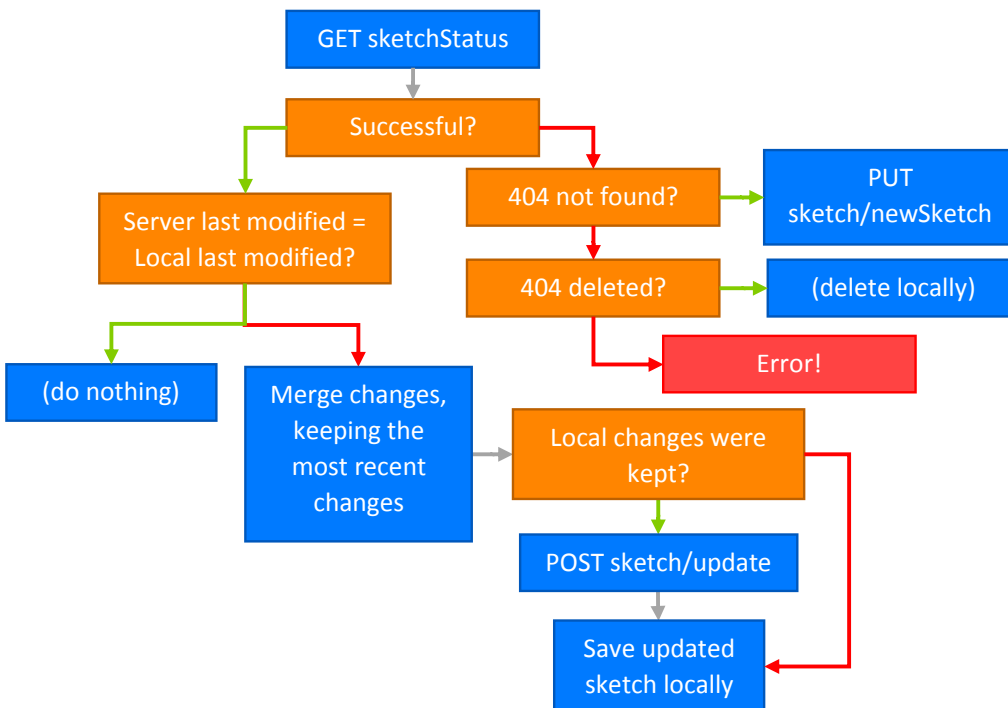 GET sketchStatus
Successful?
404 not found?
PUT
sketch/newSketch
Server last modified =
Local last modified?
404 deleted?
(delete locally)
Error!
(do nothing)
Merge changes,
keeping the
most recent
changes
Local changes were
kept?
POST sketch/update
Save updated
sketch locally